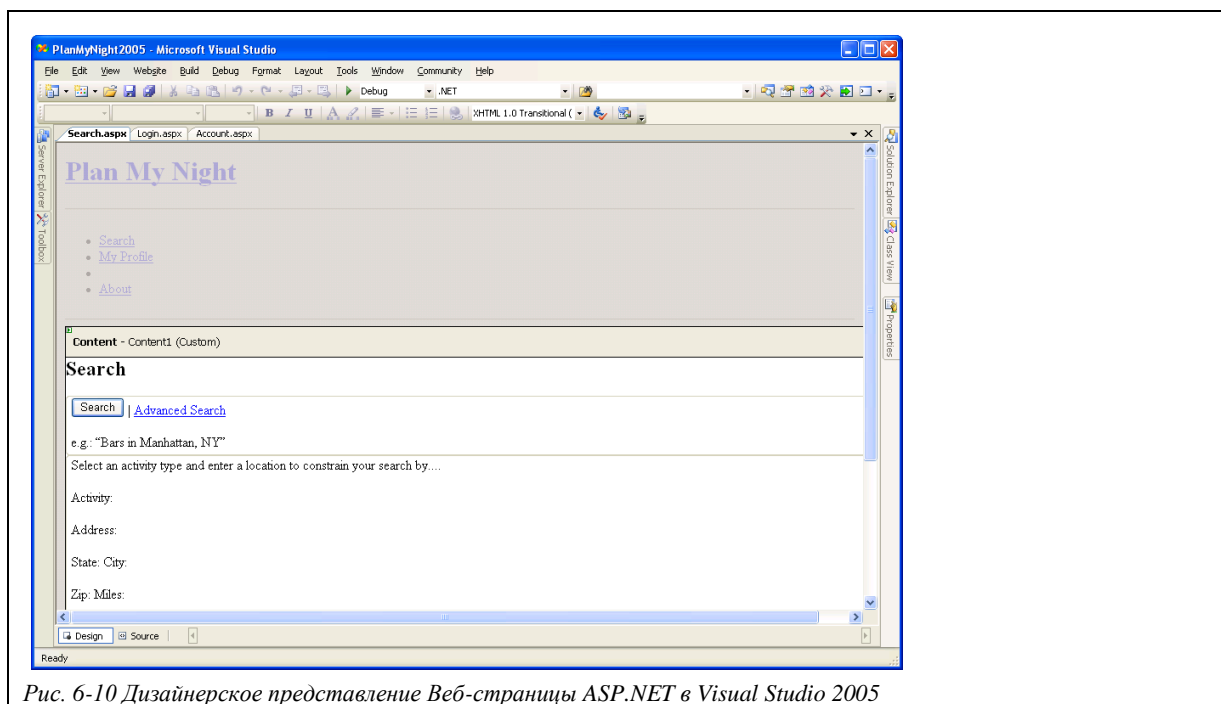 PlanMyNight2005 - Microsoft Visual Studio
File Edit View Website Build Debug Format Layout Tools Window Community Help
Debug .NET
B I U A XHTML 1.0 Transitional (
Search.aspx Login.aspx Account.aspx
Server Explorer
Toolbox
Plan My Night
Search
My Profile
About
Content - Content1 (Custom)
Search
Search | Advanced Search
e.g.: “Bars in Manhattan, NY”
Select an activity type and enter a location to constrain your search by....
Activity:
Address:
State: City:
Zip: Miles:
Solution Explorer
Class View
Properties
Design Source
Ready
Рис. 6-10 Дизайнерское представление Веб-страницы ASP.NET в Visual Studio 2005